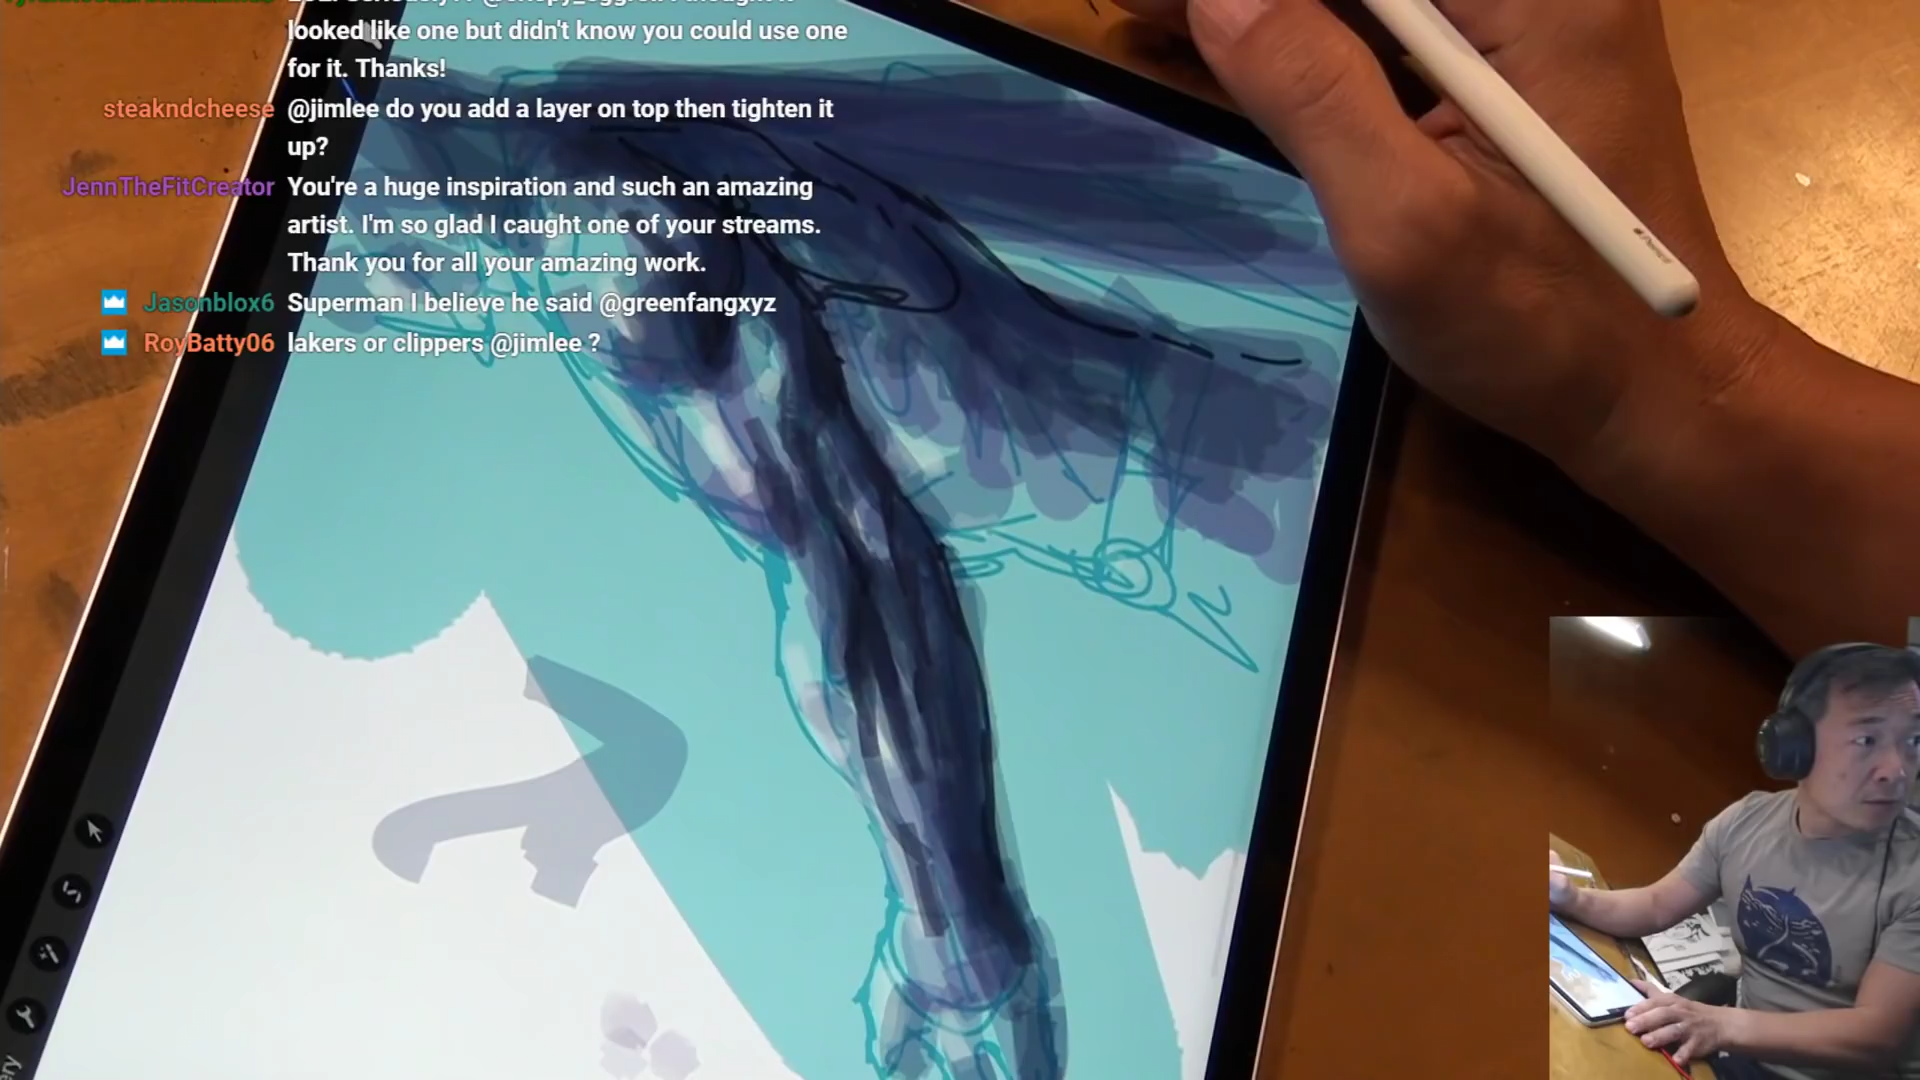 looked like one but didn't know you could use one
for it. Thanks!
steakndcheese @jimlee do you add a layer on top then tighten it
up?
JennTheFitCreator You're a huge inspiration and such an amazing
artist. I'm so glad I caught one of your streams.
Thank you for all your amazing work.
Jasonblox6 Superman I believe he said @greenfangxyz
RoyBatty06 lakers or clippers @jimlee ?
Pencil